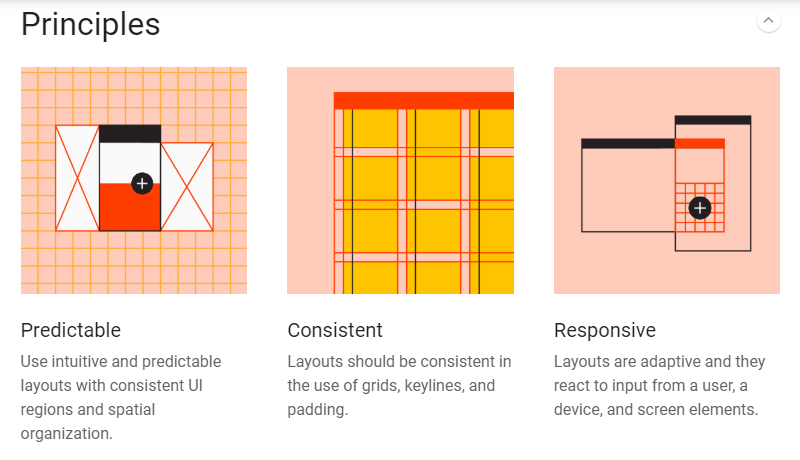 Principles
Predictable
Use intuitive and predictable
layouts with consistent UI
regions and spatial
organization.
Consistent
Layouts should be consistent in
the use of grids, keylines, and
padding.
Responsive
Layouts are adaptive and they
react to input from a user, a
device, and screen elements.